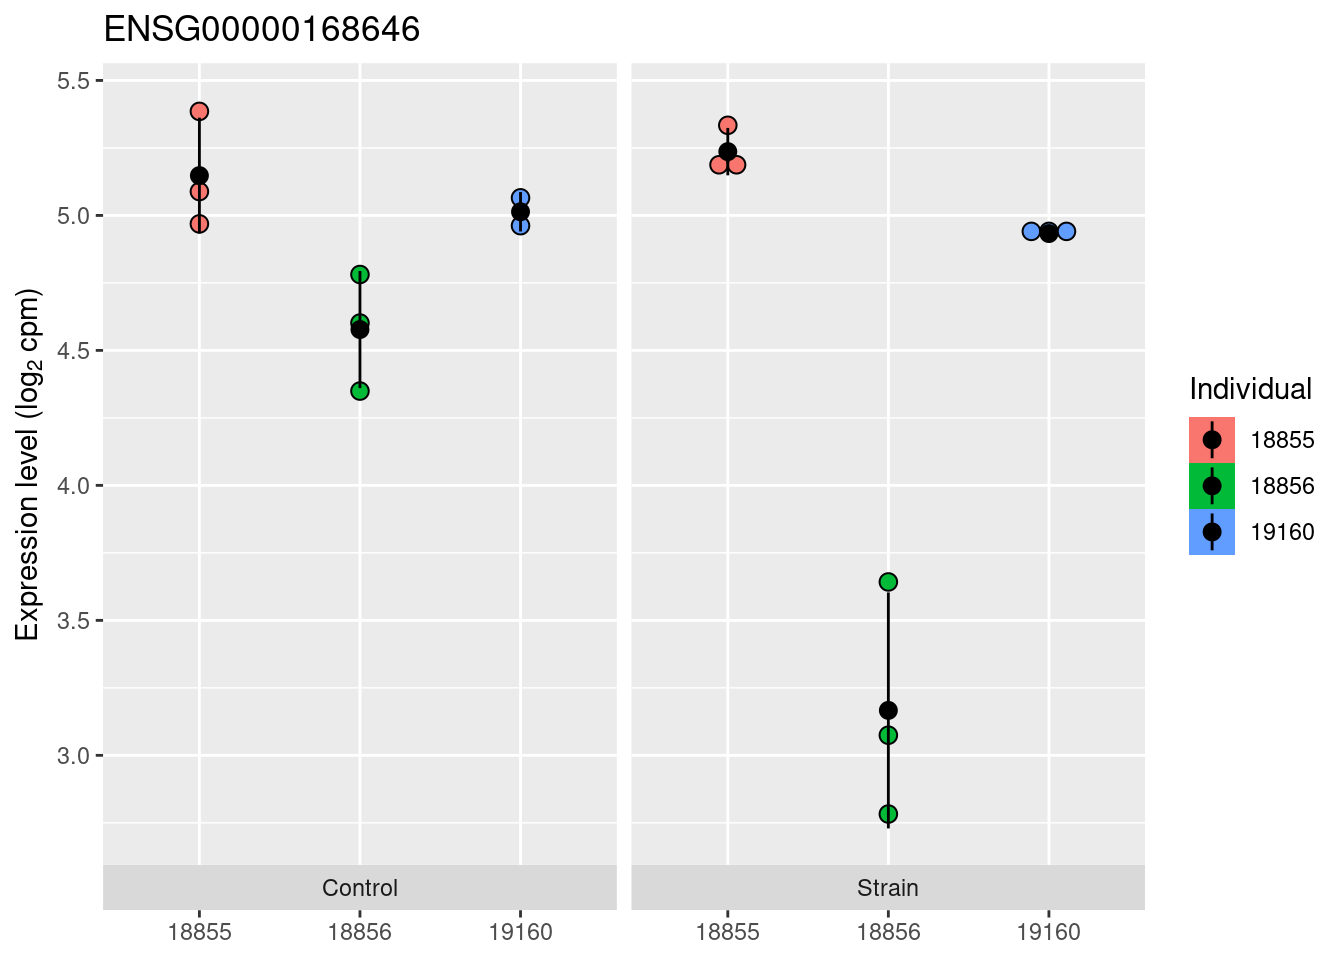 ENSG00000168646
Expression level (log₂ cpm)
5.5
5.0
4.5
4.0
3.5
3.0
Control
Strain
18855 18856 19160
18855 18856 19160
Individual
18855
18856
19160